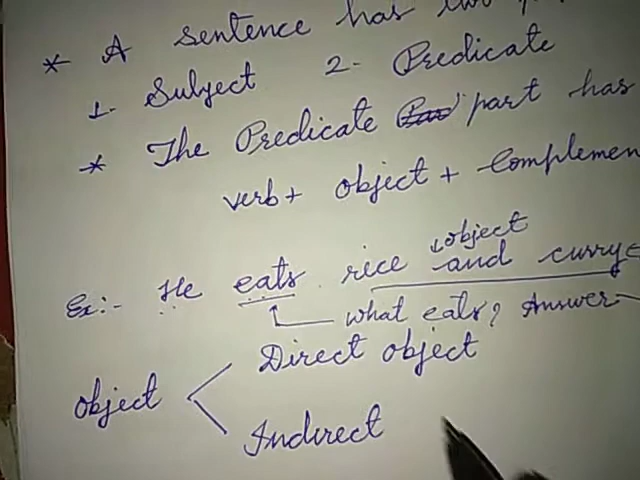 * A sentence has two
1. Subject 2- Predicate
* The Predicate part has
verb + object + Complemen
object
Ex:- He eats rice and curry
what eats? Answer
object Direct object
Indirect